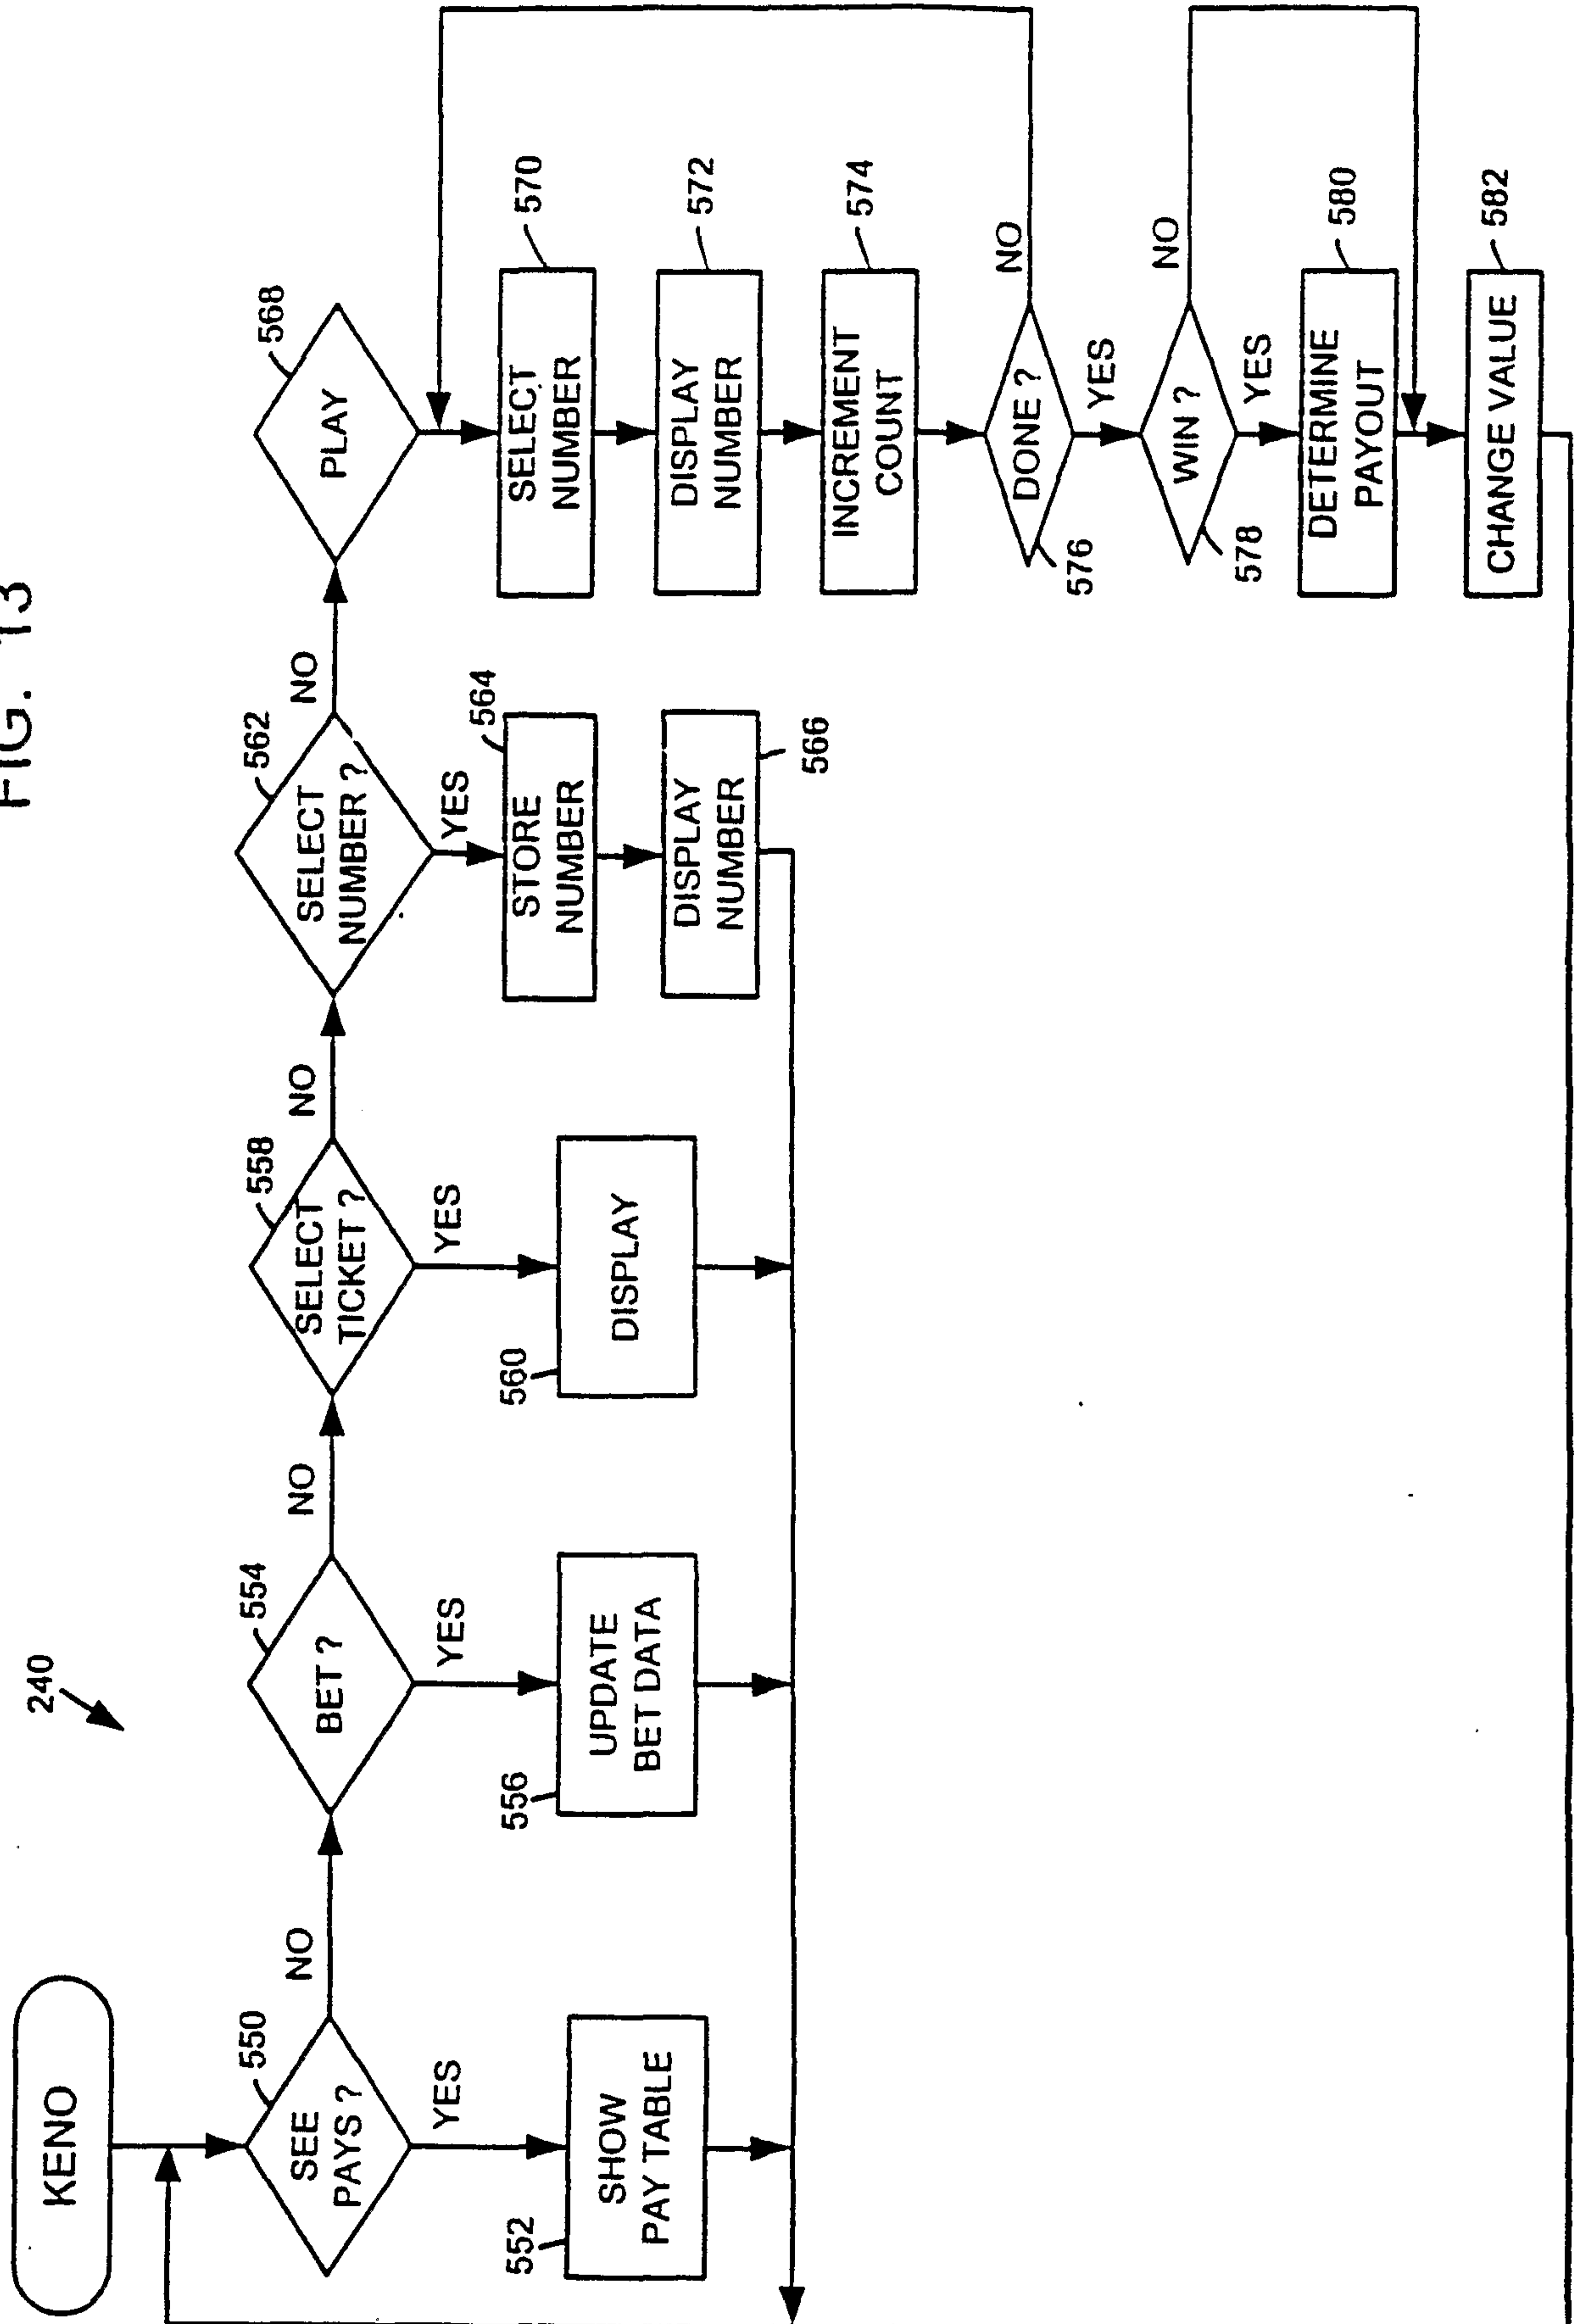 FIG. 13
240
KENO
SEE
PAYS ?
550
YES
NO
SHOW
PAY TABLE
552
BET ?
554
YES
NO
UPDATE
BET DATA
556
SELECT
TICKET ?
558
YES
NO
DISPLAY
560
SELECT
NUMBER ?
562
YES
NO
STORE
NUMBER
564
DISPLAY
NUMBER
566
PLAY
568
SELECT
NUMBER
570
DISPLAY
NUMBER
572
INCREMENT
COUNT
574
DONE ?
576
NO
YES
WIN ?
578
NO
YES
DETERMINE
PAYOUT
580
CHANGE VALUE
582